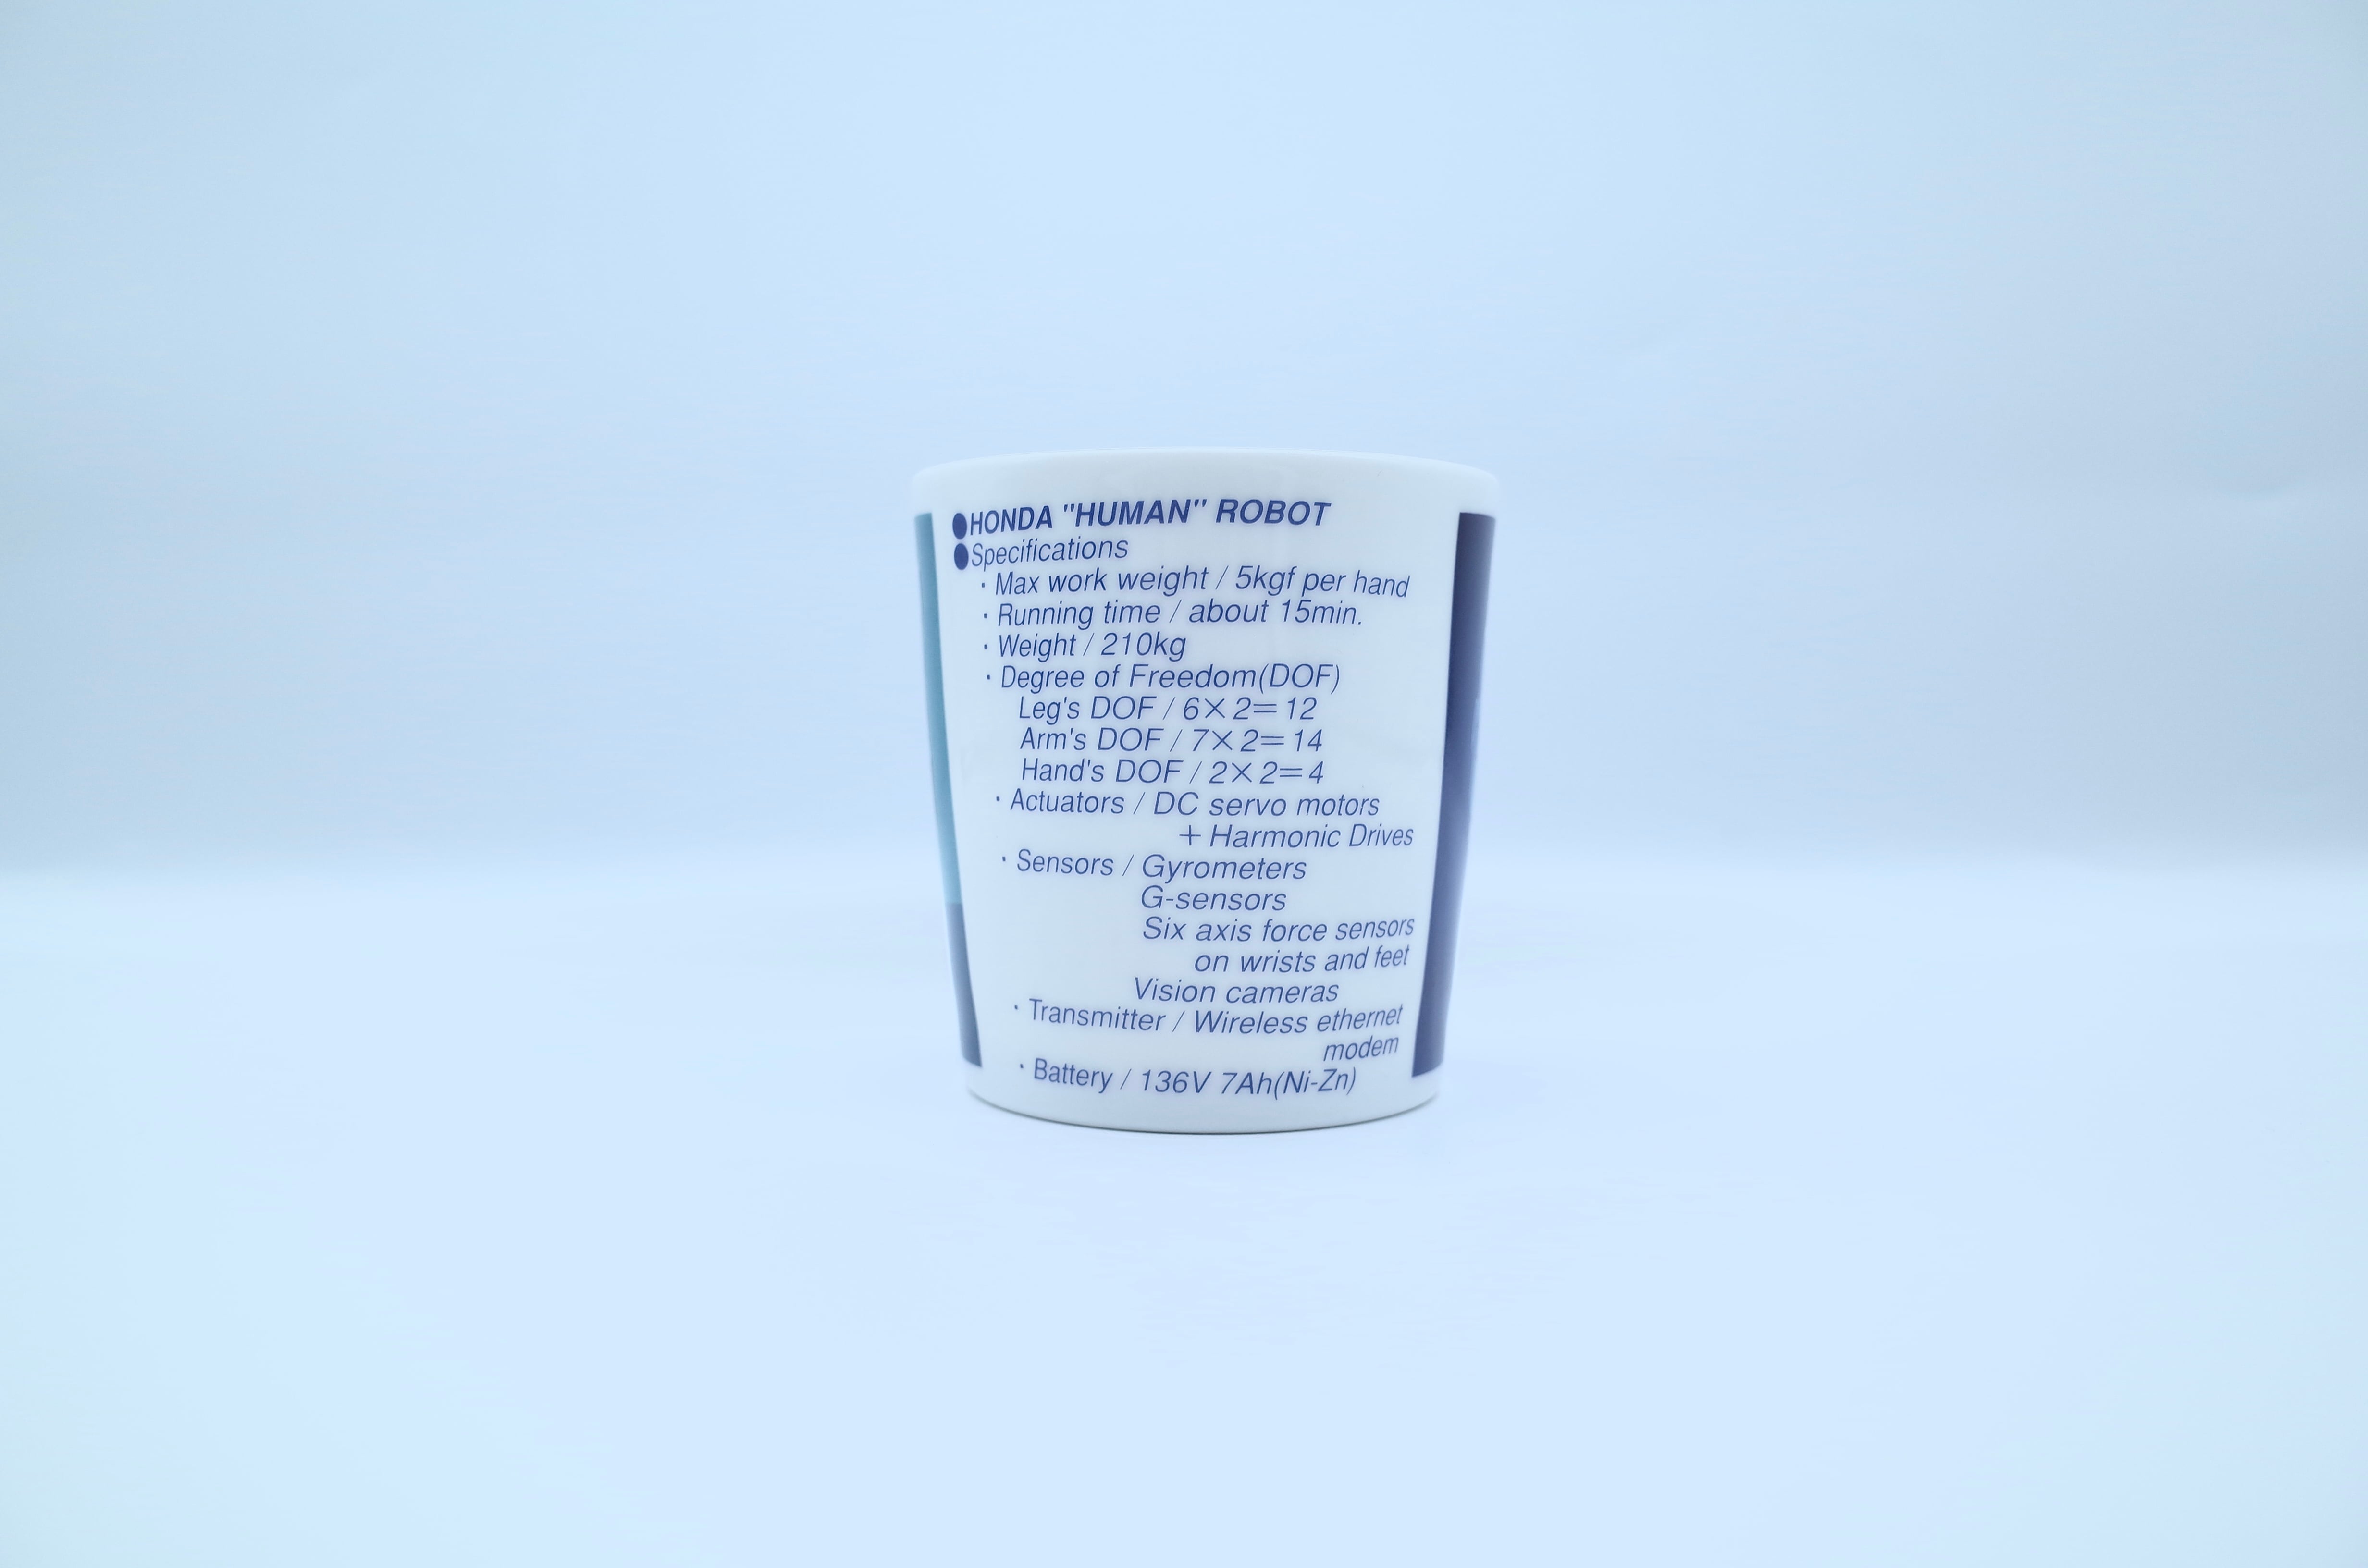 ●HONDA "HUMAN" ROBOT
●Specifications
・Max work weight / 5kgf per hand
・Running time / about 15min.
・Weight / 210kg
・Degree of Freedom(DOF)
Leg's DOF / 6×2=12
Arm's DOF / 7×2=14
Hand's DOF / 2×2=4
・Actuators / DC servo motors
+ Harmonic Drives
・Sensors / Gyrometers
G-sensors
Six axis force sensors
on wrists and feet
Vision cameras
・Transmitter / Wireless ethernet
modem
・Battery / 136V 7Ah(Ni-Zn)